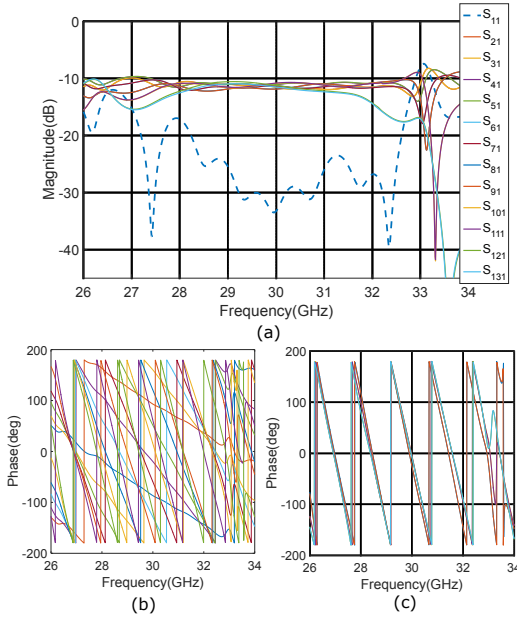 0
-10
-20
-30
-40
Magnitude(dB)
26 27 28 29 30 31 32 33 34
Frequency(GHz)
S11
S21
S31
S41
S51
S61
S71
S81
S91
S101
S111
S121
S131
(a)
200
100
0
-100
-200
Phase(deg)
26 28 30 32 34
Frequency(GHz)
(b)
200
100
0
-100
-200
Phase(deg)
26 28 30 32 34
Frequency(GHz)
(c)